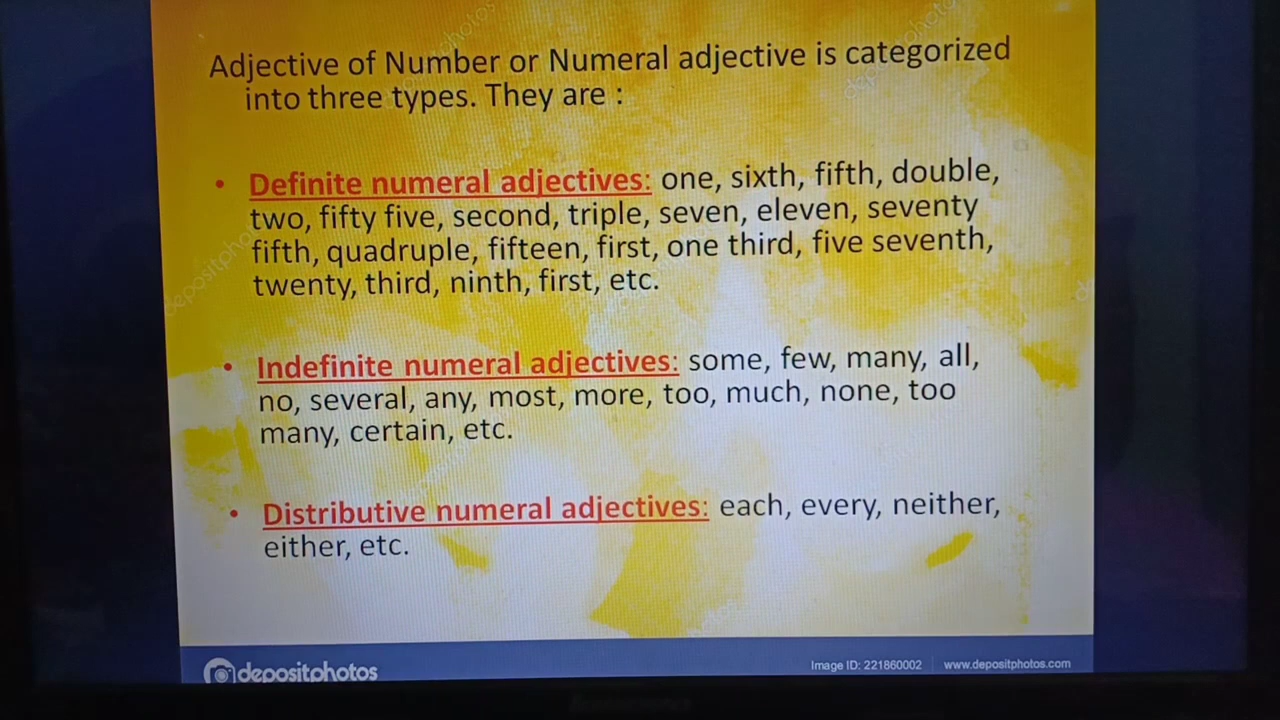 Adjective of Number or Numeral adjective is categorized
into three types. They are :
• Definite numeral adjectives: one, sixth, fifth, double,
two, fifty five, second, triple, seven, eleven, seventy
fifth, quadruple, fifteen, first, one third, five seventh,
twenty, third, ninth, first, etc.
• Indefinite numeral adjectives: some, few, many, all,
no, several, any, most, more, too, much, none, too
many, certain, etc.
• Distributive numeral adjectives: each, every, neither,
either, etc.
depositphotos
Image ID: 221860002 www.depositphotos.com